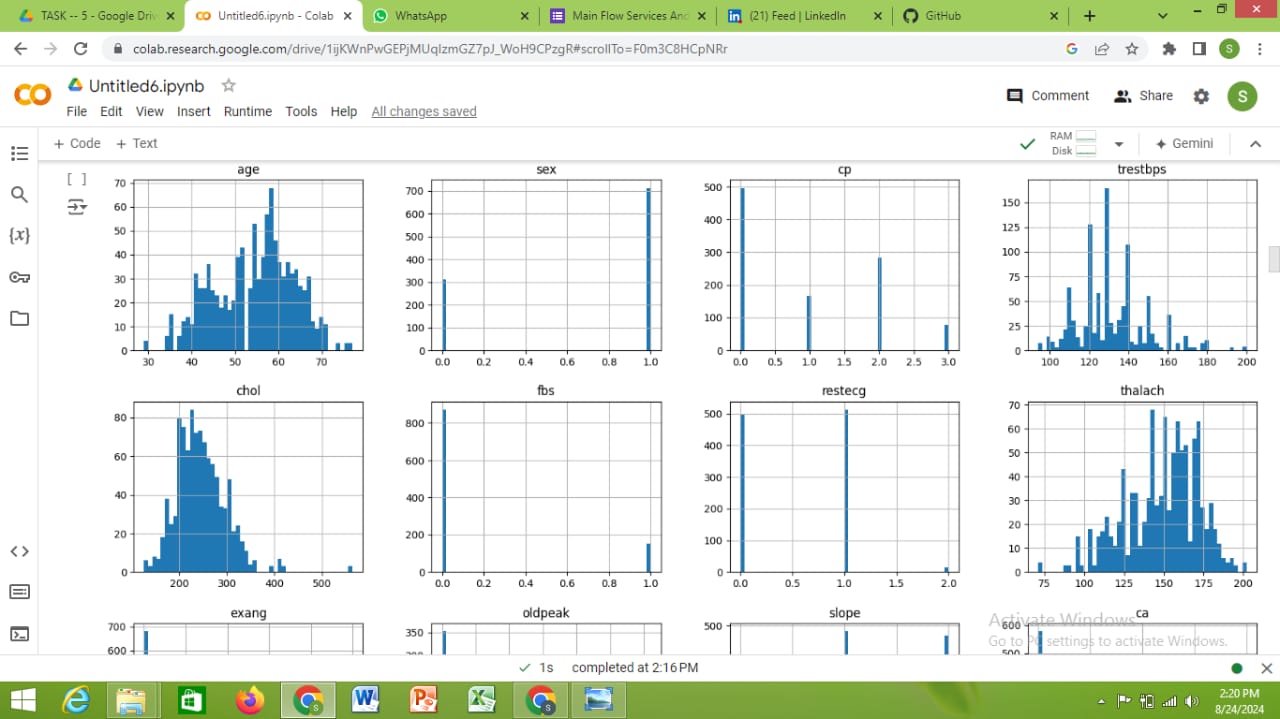 TASK -- 5 - Google Driv
Untitled6.ipynb - Colab
WhatsApp
Main Flow Services And
(21) Feed | LinkedIn
GitHub
colab.research.google.com/drive/1ijKWnPwGEPjMUqIzmGZ7pJ_WoH9CPzgR#scrollTo=F0m3C8HCpNRr
S
CO
Untitled6.ipynb
Comment
Share
S
File Edit View Insert Runtime Tools Help All changes saved
+ Code + Text
RAM
Disk
Gemini
[ ]
{x}
age
70
60
50
40
30
20
10
0
30 40 50 60 70
sex
700
600
500
400
300
200
100
0
0.0 0.2 0.4 0.6 0.8 1.0
cp
500
400
300
200
100
0
0.0 0.5 1.0 1.5 2.0 2.5 3.0
trestbps
150
125
100
75
50
25
0
100 120 140 160 180 200
chol
80
60
40
20
0
200 300 400 500
fbs
800
600
400
200
0
0.0 0.2 0.4 0.6 0.8 1.0
restecg
500
400
300
200
100
0
0.0 0.5 1.0 1.5 2.0
thalach
70
60
50
40
30
20
10
0
75 100 125 150 175 200
exang
700
600
oldpeak
350
slope
500
ca
600
Activate Windows
Go to PC settings to activate Windows.
1s completed at 2:16 PM
2:20 PM
8/24/2024